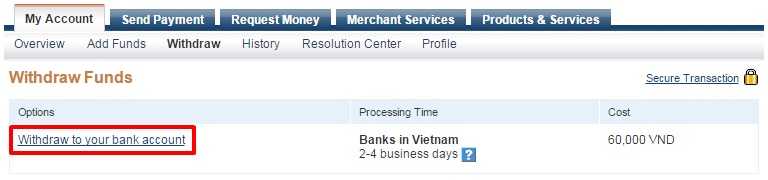 My Account Send Payment Request Money Merchant Services Products & Services
Overview Add Funds Withdraw History Resolution Center Profile
Withdraw Funds Secure Transaction
Options Processing Time Cost
Withdraw to your bank account Banks in Vietnam 60,000 VND
2-4 business days ?